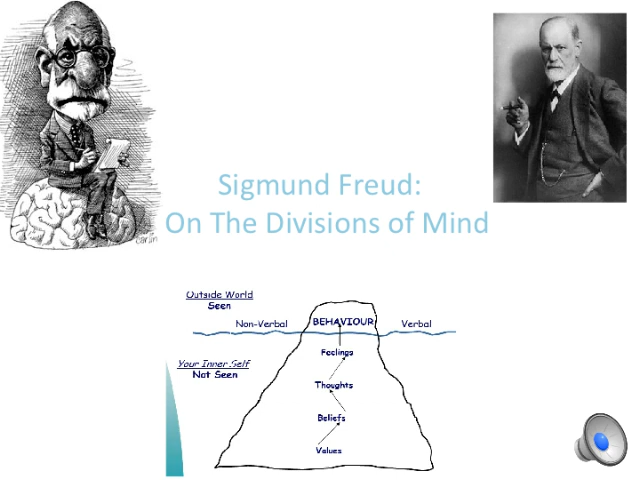 Sigmund Freud:
On The Divisions of Mind
Outside World
Seen
Non-Verbal
BEHAVIOUR
Verbal
Your Inner Self
Not Seen
Feelings
Thoughts
Beliefs
Values